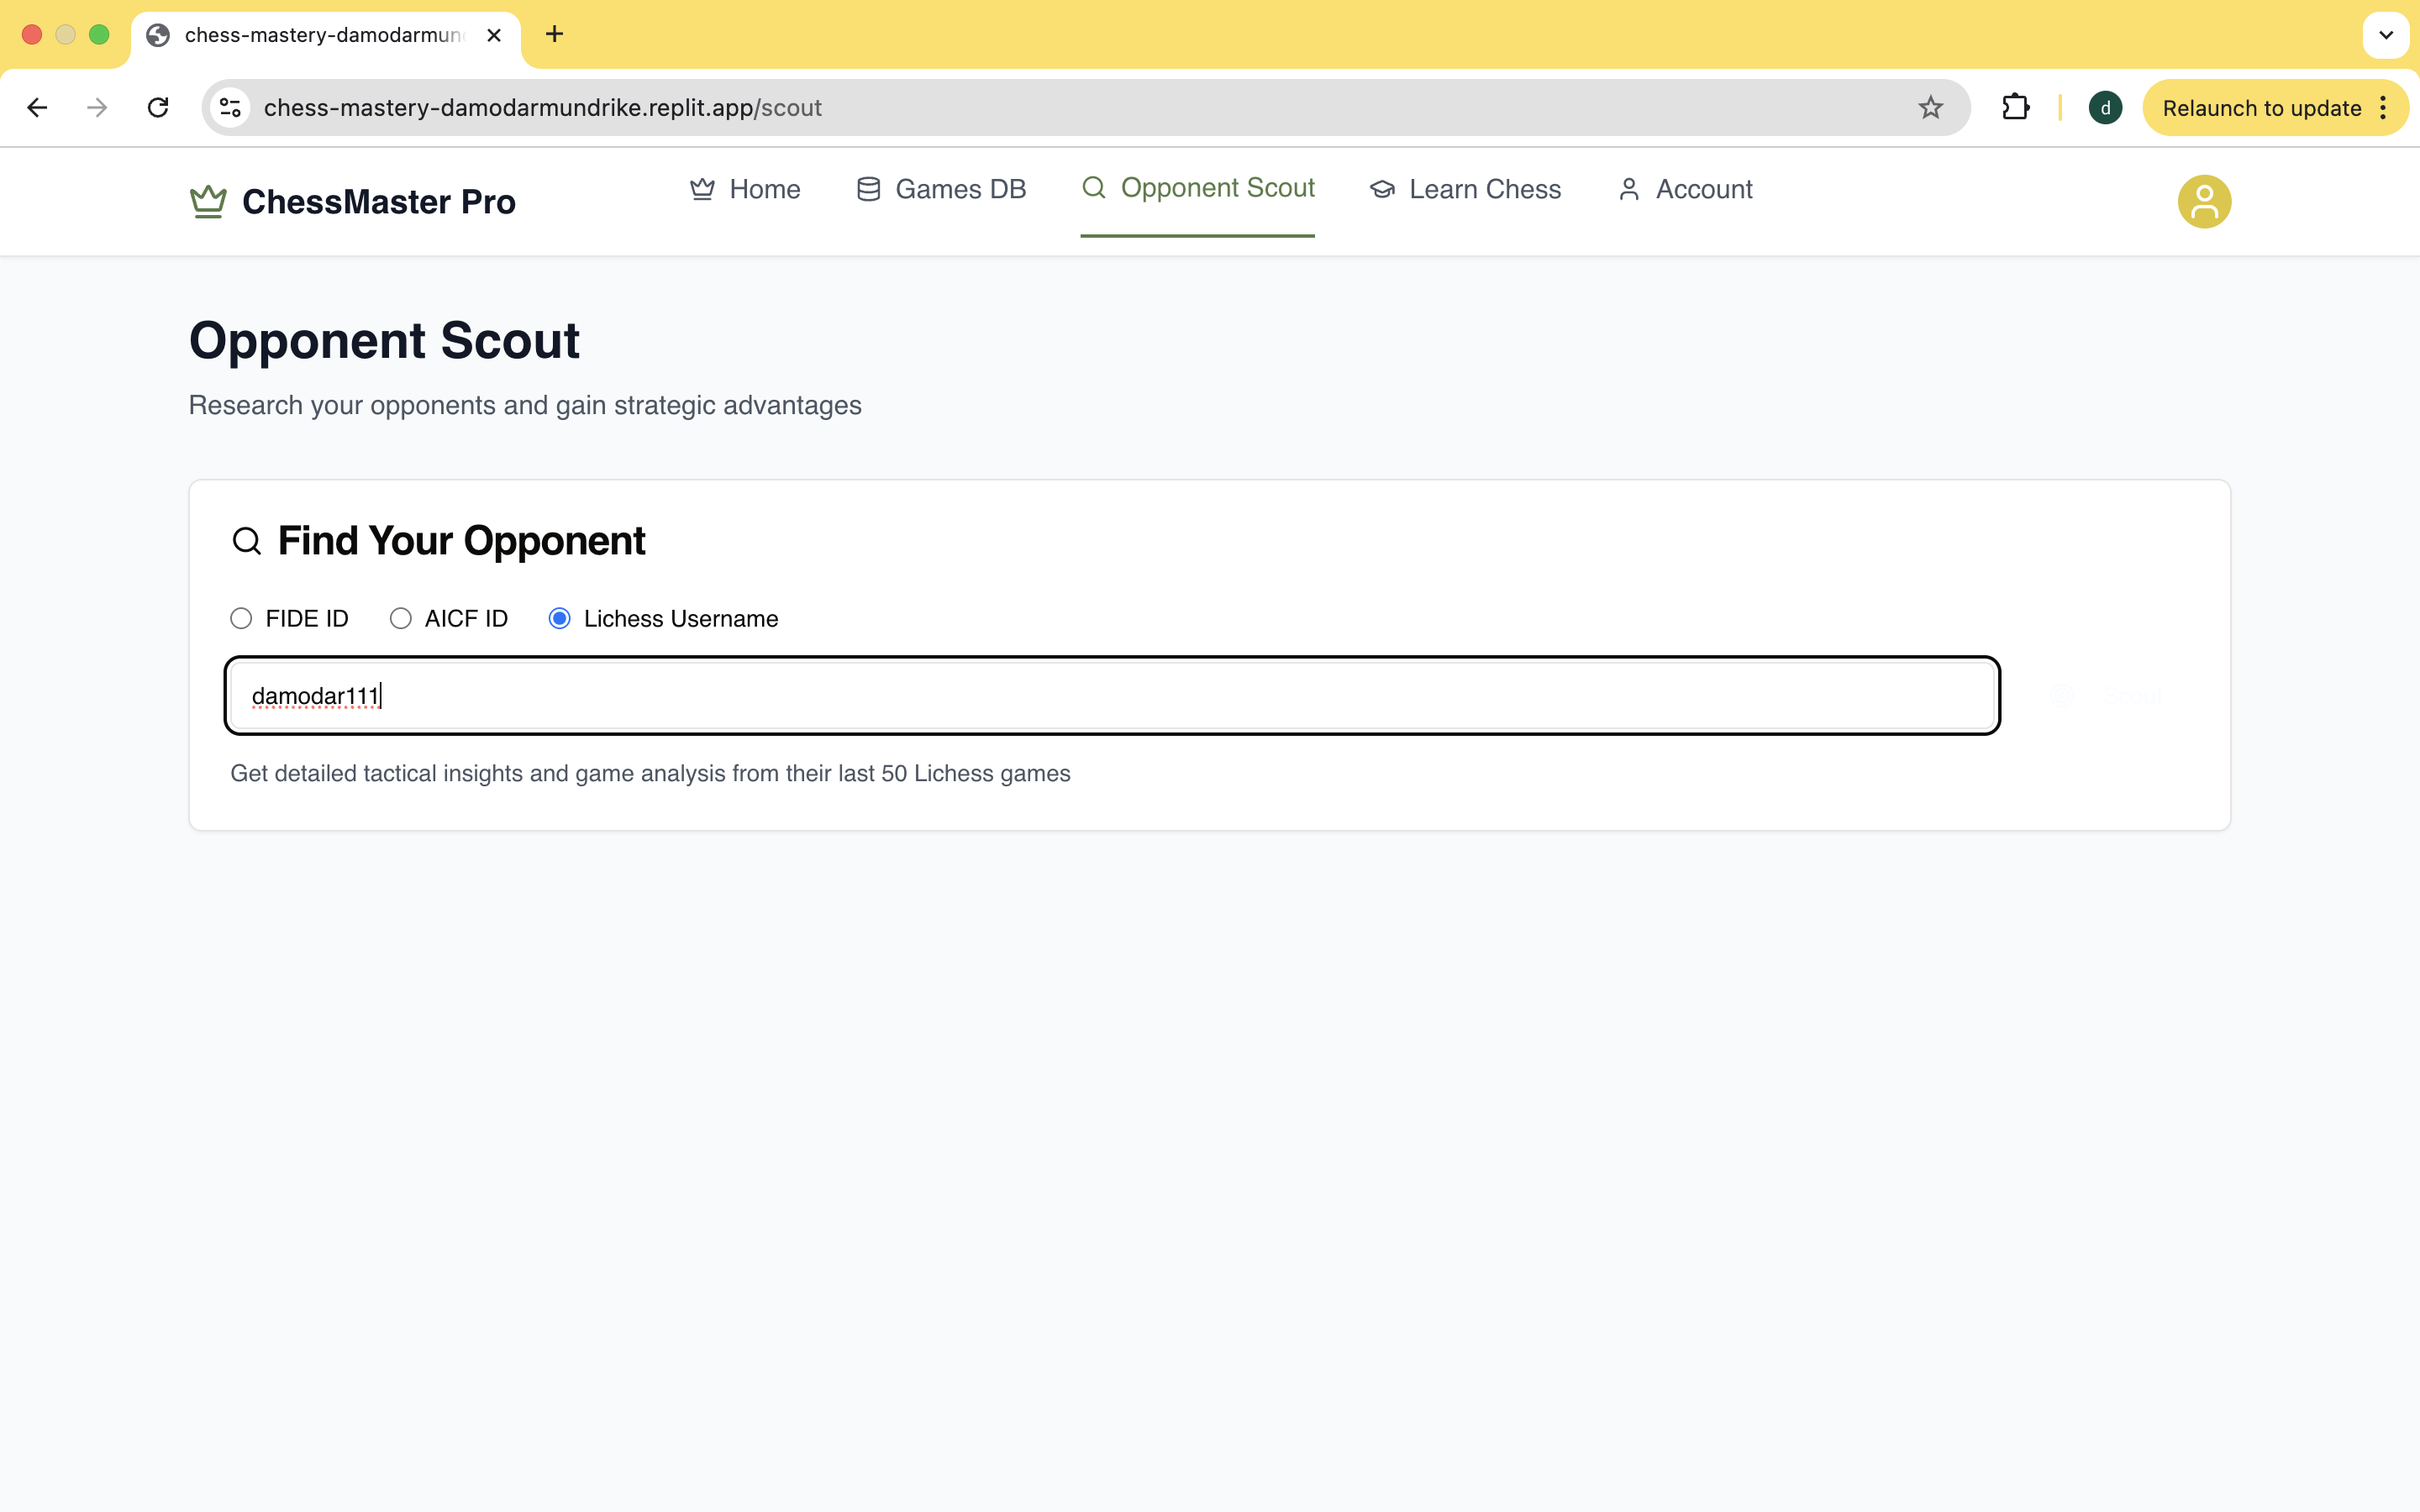 chess-mastery-damodarmun
chess-mastery-damodarmundrike.replit.app/scout
d
Relaunch to update
ChessMaster Pro
Home
Games DB
Opponent Scout
Learn Chess
Account
Opponent Scout
Research your opponents and gain strategic advantages
Find Your Opponent
FIDE ID
AICF ID
Lichess Username
damodar111
Get detailed tactical insights and game analysis from their last 50 Lichess games